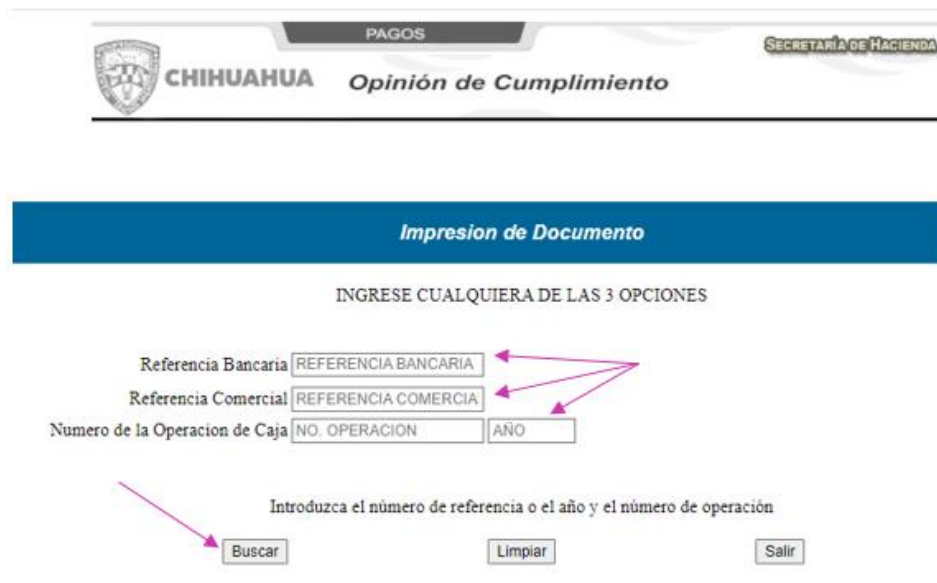 PAGOS
SECRETARÍA DE HACIENDA
CHIHUAHUA Opinión de Cumplimiento
Impresion de Documento
INGRESE CUALQUIERA DE LAS 3 OPCIONES
Referencia Bancaria REFERENCIA BANCARIA
Referencia Comercial REFERENCIA COMERCIA
Numero de la Operacion de Caja NO. OPERACION AÑO
Introduzca el número de referencia o el año y el número de operación
Buscar Limpiar Salir